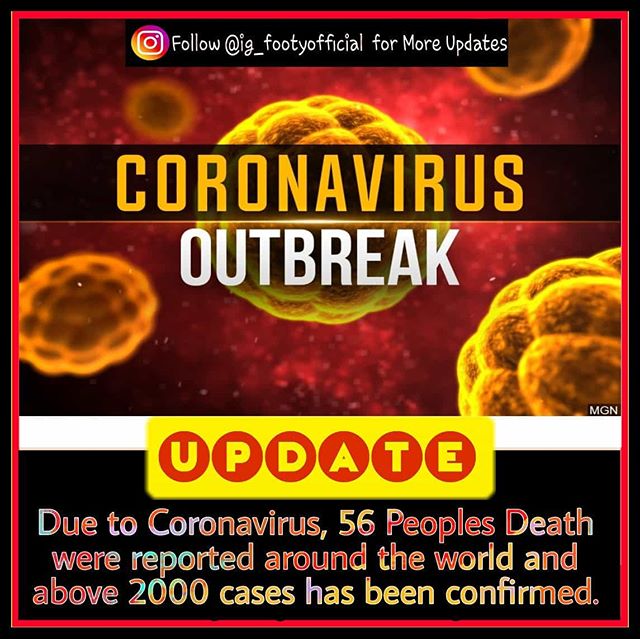 Follow @ig_footyofficial for More Updates
CORONAVIRUS
OUTBREAK
MGN
UPDATE
Due to Coronavirus, 56 Peoples Death
were reported around the world and
above 2000 cases has been confirmed.